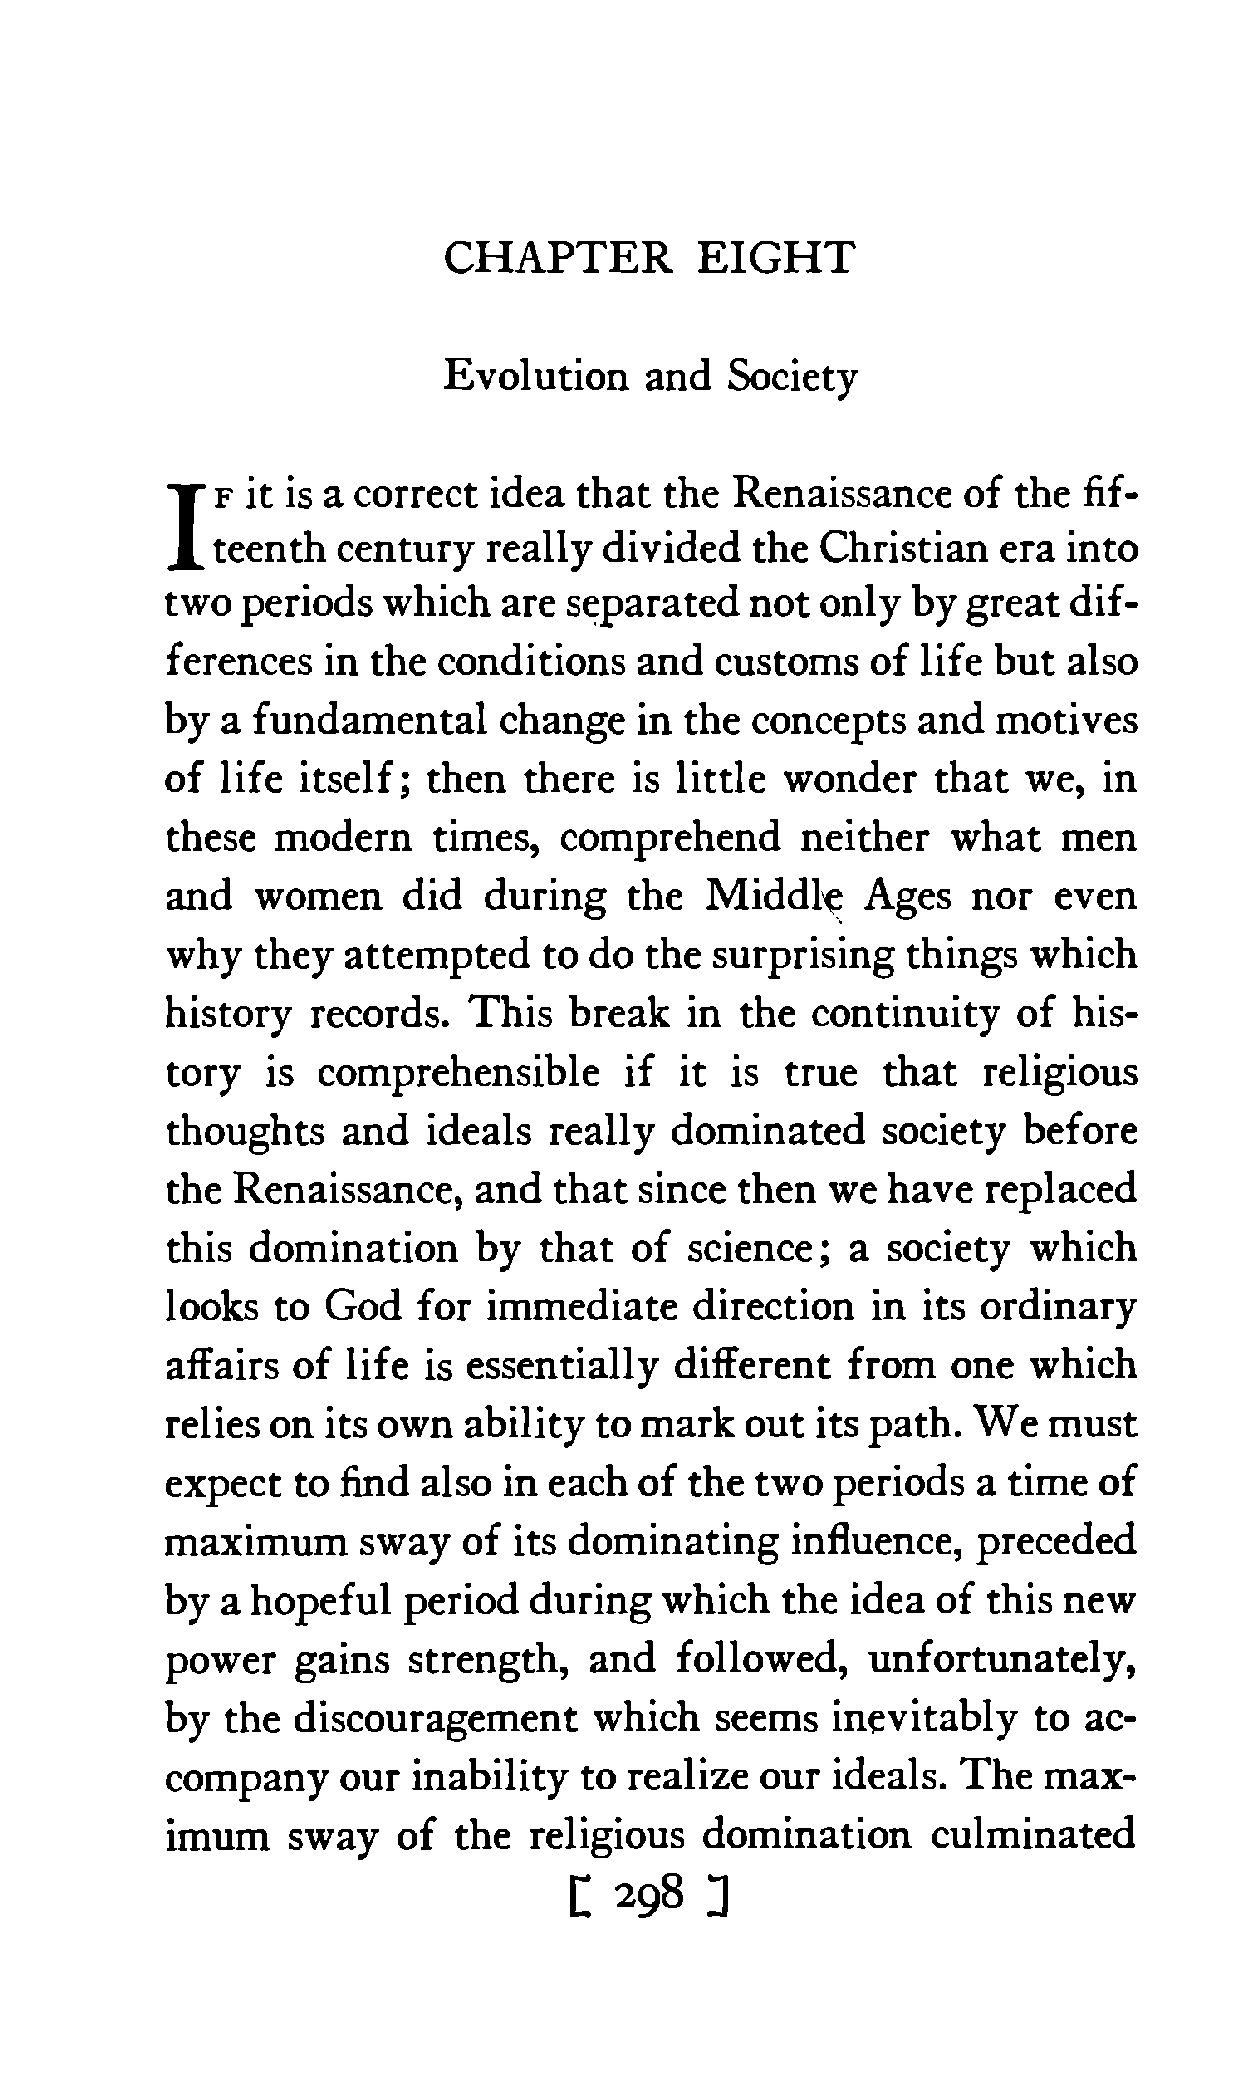 CHAPTER EIGHT
Evolution and Society
IF it is a correct idea that the Renaissance of the fif-
teenth century really divided the Christian era into
two periods which are separated not only by great dif-
ferences in the conditions and customs of life but also
by a fundamental change in the concepts and motives
of life itself; then there is little wonder that we, in
these modern times, comprehend neither what men
and women did during the Middle Ages nor even
why they attempted to do the surprising things which
history records. This break in the continuity of his-
tory is comprehensible if it is true that religious
thoughts and ideals really dominated society before
the Renaissance, and that since then we have replaced
this domination by that of science; a society which
looks to God for immediate direction in its ordinary
affairs of life is essentially different from one which
relies on its own ability to mark out its path. We must
expect to find also in each of the two periods a time of
maximum sway of its dominating influence, preceded
by a hopeful period during which the idea of this new
power gains strength, and followed, unfortunately,
by the discouragement which seems inevitably to ac-
company our inability to realize our ideals. The max-
imum sway of the religious domination culminated
[ 298 ]